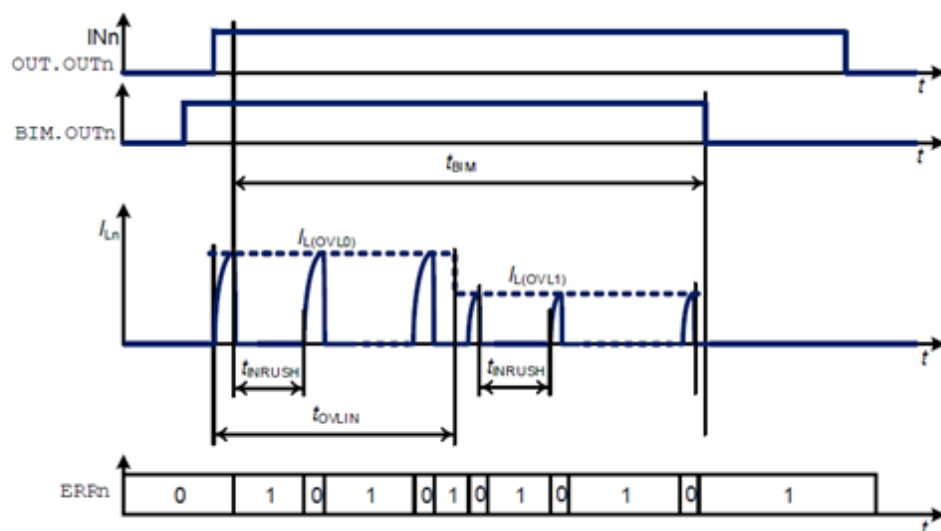 INn
OUT.OUTn
t
BIM.OUTn
t
tBIM
ILn
IL(OVL0)
IL(OVL1)
t
tINRUSH
tINRUSH
tOVLIN
ERRn
0 1 0 1 0 1 0 1 0 1 0 1
t